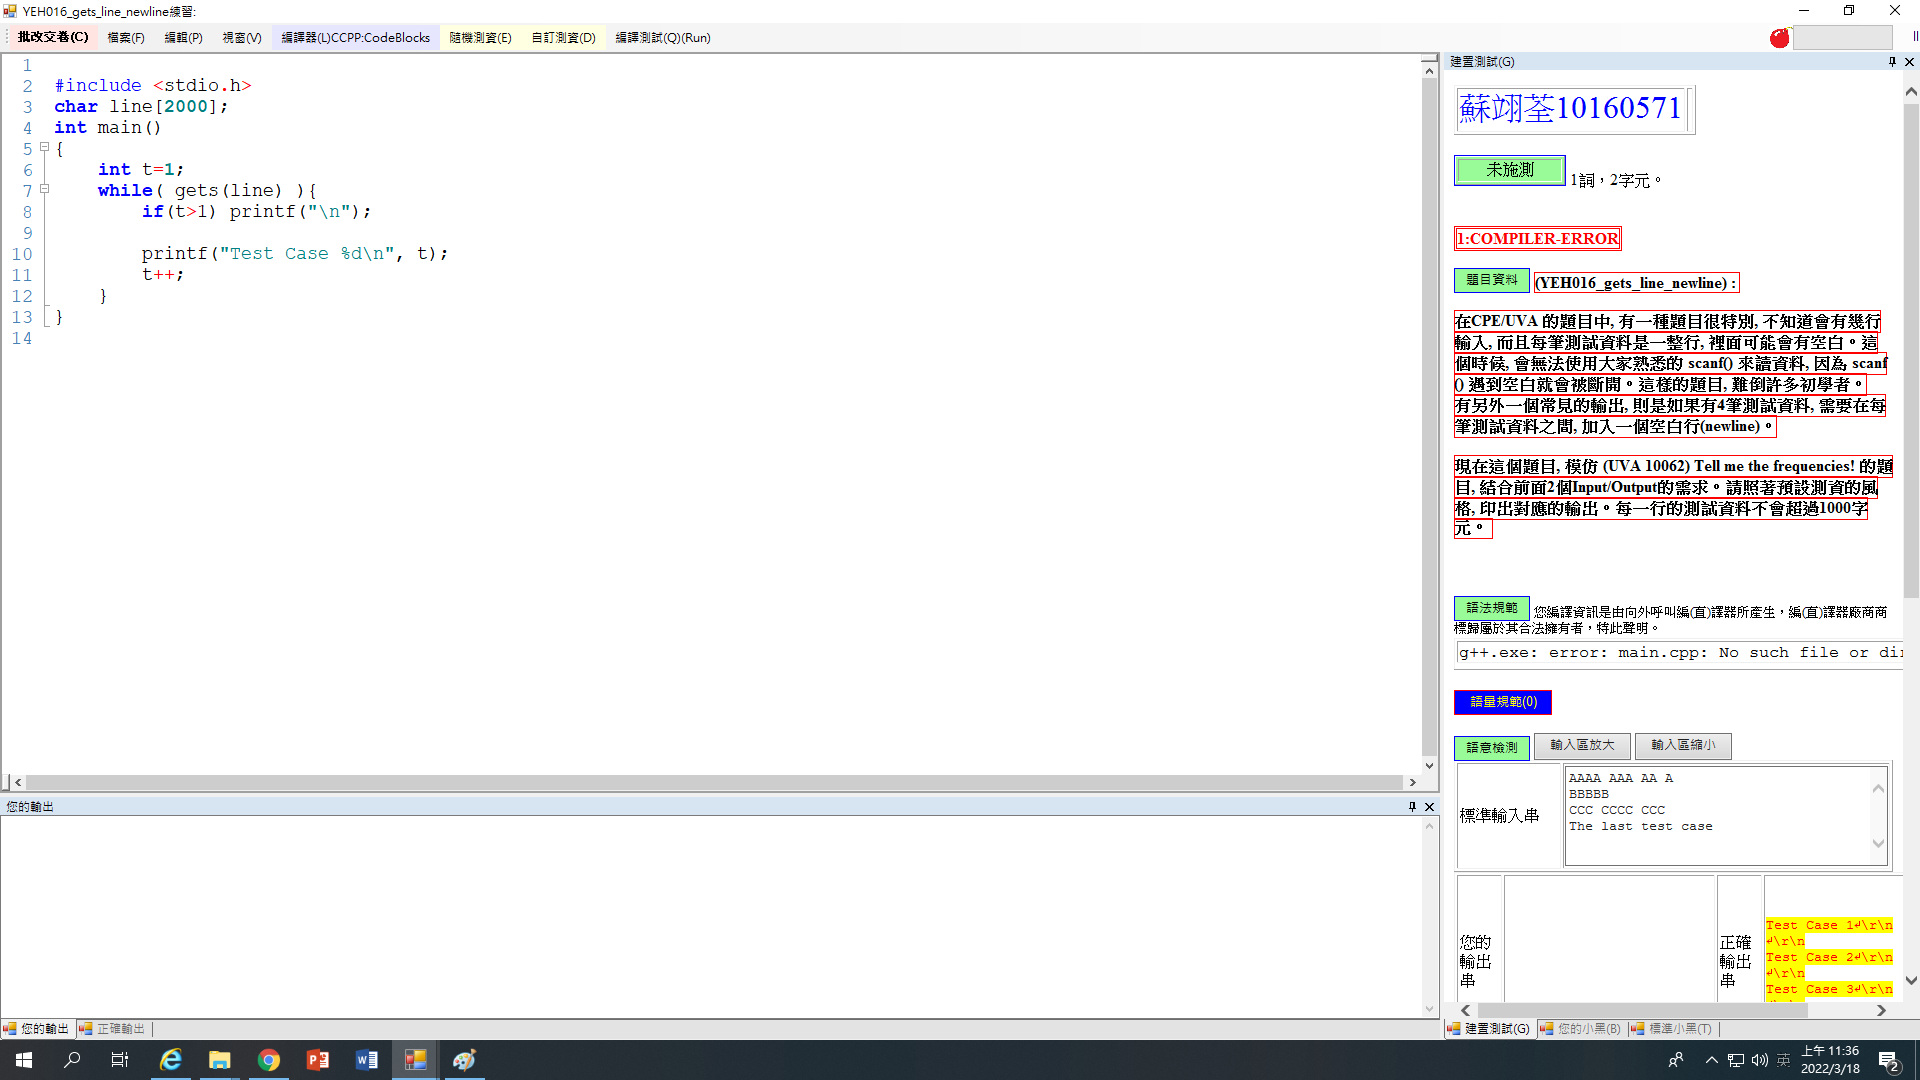 YEH016_gets_line_newline練習:
批改交卷(C) 檔案(F) 編輯(P) 視窗(V) 編譯器(L)CCPP:CodeBlocks 隨機測資(E) 自訂測資(D) 編譯測試(Q)(Run)
1
2 #include <stdio.h>
3 char line[2000];
4 int main()
5 {
6 int t=1;
7 while( gets(line) ){
8 if(t>1) printf("\n");
9
10 printf("Test Case %d\n", t);
11 t++;
12 }
13 }
14
您的輸出
您的輸出 正確輸出
建置測試(G)
蘇翊荃10160571
未施測 1詞，2字元。
1:COMPILER-ERROR
題目資料 (YEH016_gets_line_newline) :
在CPE/UVA 的題目中, 有一種題目很特別, 不知道會有幾行
輸入, 而且每筆測試資料是一整行, 裡面可能會有空白。這
個時候, 會無法使用大家熟悉的 scanf() 來讀資料, 因為 scanf
() 遇到空白就會被斷開。這樣的題目, 難倒許多初學者。
有另外一個常見的輸出, 則是如果有4筆測試資料, 需要在每
筆測試資料之間, 加入一個空白行(newline)。
現在這個題目, 模仿 (UVA 10062) Tell me the frequencies! 的題
目, 結合前面2個Input/Output的需求。請照著預設測資的風
格, 印出對應的輸出。每一行的測試資料不會超過1000字
元。
語法規範 您編譯資訊是由向外呼叫編(直)譯器所產生，編(直)譯器廠商商
標歸屬於其合法擁有者，特此聲明。
g++.exe: error: main.cpp: No such file or di
語量規範(0)
語意檢測 輸入區放大 輸入區縮小
標準輸入串
AAAA AAA AA A
BBBBB
CCC CCCC CCC
The last test case
您的
輸出
串
正確
輸出
串
Test Case 1↲\r\n
↲\r\n
Test Case 2↲\r\n
↲\r\n
Test Case 3↲\r\n
建置測試(G) 您的小黑(B) 標準小黑(T)
英
上午 11:36
2022/3/18
2